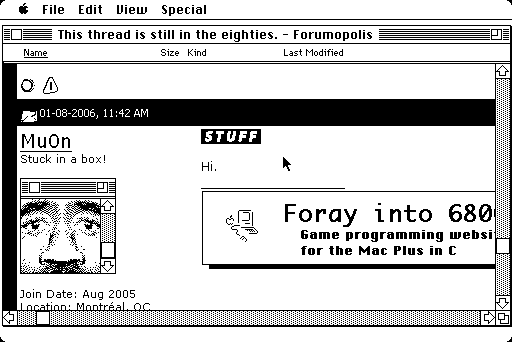 File Edit View Special
This thread is still in the eighties. - Forumopolis
Name Size Kind Last Modified
01-08-2006, 11:42 AM
MuOn
Stuck in a box!
STUFF
Hi.
Foray into 680
Game programming websi
for the Mac Plus in C
Join Date: Aug 2005
Location: Montréal, QC